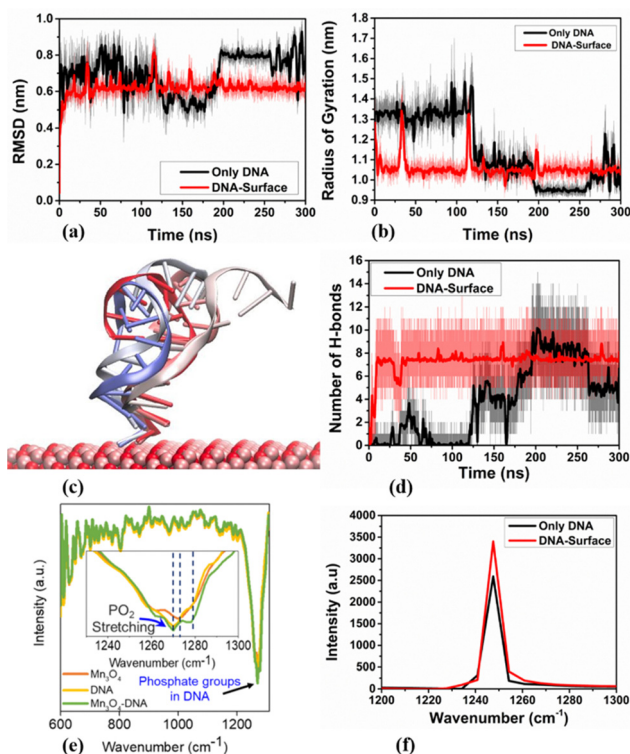 1.0
0.8
0.6
0.4
0.2
0.0
RMSD (nm)
Only DNA
DNA-Surface
0 50 100 150 200 250 300
(a) Time (ns)
1.8
1.7
1.6
1.5
1.4
1.3
1.2
1.1
1.0
0.9
Radius of Gyration (nm)
Only DNA
DNA-Surface
0 50 100 150 200 250 300
(b) Time (ns)
(c)
16
14
12
10
8
6
4
2
0
Number of H-bonds
Only DNA
DNA-Surface
0 50 100 150 200 250 300
(d) Time (ns)
Intensity (a.u.)
PO2
Stretching
1240 1260 1280 1300
Wavenumber (cm-1)
Mn3O4
DNA
Mn3O4-DNA
Phosphate groups
in DNA
600 800 1000 1200
(e) Wavenumber (cm-1)
4000
3500
3000
2500
2000
1500
1000
500
0
Intensity (a.u)
Only DNA
DNA-Surface
1200 1220 1240 1260 1280 1300
Wavenumber (cm-1)
(f)